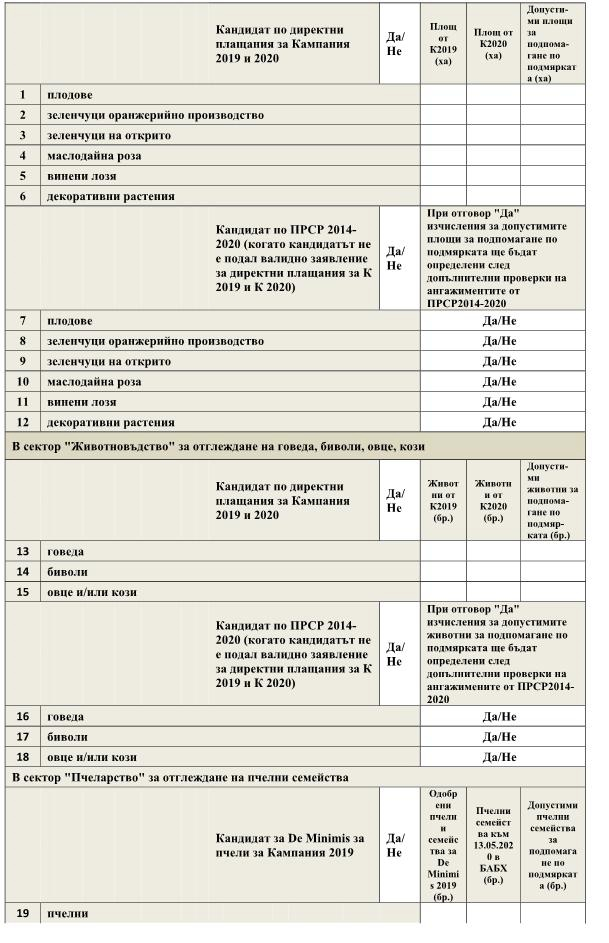 Кандидат по директни
плащания за Кампания
2019 и 2020
Да/
Не
Площ
от
К2019
(ха)
Площ от
К2020
(ха)
Допусти-
ми площи
за
подпома-
гане по
подмяркат
а (ха)
1 плодове
2 зеленчуци оранжерийно производство
3 зеленчуци на открито
4 маслодайна роза
5 винени лозя
6 декоративни растения
Кандидат по ПРСР 2014-
2020 (когато кандидатът не
е подал валидно заявление
за директни плащания за К
2019 и К 2020)
Да/
Не
При отговор "Да"
изчисления за допустимите
площи за подпомагане по
подмярката ще бъдат
определени след
допълнителни проверки на
ангажиментите от
ПРСР2014-2020
7 плодове Да/Не
8 зеленчуци оранжерийно производство Да/Не
9 зеленчуци на открито Да/Не
10 маслодайна роза Да/Не
11 винени лозя Да/Не
12 декоративни растения Да/Не
В сектор "Животновъдство" за отглеждане на говеда, биволи, овце, кози
Кандидат по директни
плащания за Кампания
2019 и 2020
Да/
Не
Живот
ни от
К2019
(бр.)
Животн
и от
К2020
(бр.)
Допусти-
ми
животни за
подпома-
гане по
подмяр-
ката (бр.)
13 говеда
14 биволи
15 овце и/или кози
Кандидат по ПРСР 2014-
2020 (когато кандидатът не
е подал валидно заявление
за директни плащания за К
2019 и К 2020)
Да/
Не
При отговор "Да"
изчисления за допустимите
животни за подпомагане по
подмярката ще бъдат
определени след
допълнителни проверки на
ангажимените от ПРСР2014-
2020
16 говеда Да/Не
17 биволи Да/Не
18 овце и/или кози Да/Не
В сектор "Пчеларство" за отглеждане на пчелни семейства
Кандидат за De Minimis за
пчели за Кампания 2019
Да/
Не
Одобр
ени
пчелн
и
семейс
тва за
De
Minimi
s 2019
(бр.)
Пчелни
семейст
ва към
13.05.202
0 в
БАБХ
(бр.)
Допустими
пчелни
семейства
за
подпомага
не по
подмяркат
а (бр.)
19 пчелни